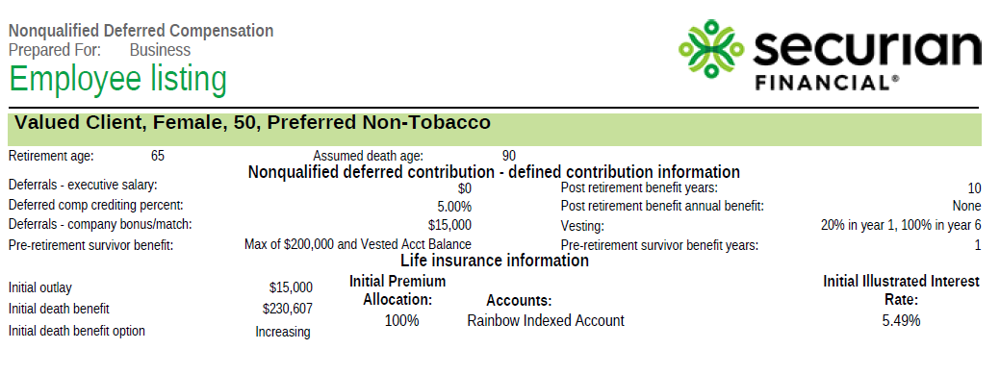 Nonqualified Deferred Compensation
Prepared For: Business
Employee listing
securian
FINANCIAL®
Valued Client, Female, 50, Preferred Non-Tobacco
Retirement age: 65 Assumed death age: 90
Nonqualified deferred contribution - defined contribution information
Deferrals - executive salary: $0 Post retirement benefit years: 10
Deferred comp crediting percent: 5.00% Post retirement benefit annual benefit: None
Deferrals - company bonus/match: $15,000 Vesting: 20% in year 1, 100% in year 6
Pre-retirement survivor benefit: Max of $200,000 and Vested Acct Balance Pre-retirement survivor benefit years: 1
Life insurance information
Initial outlay $15,000 Initial Premium Initial Illustrated Interest
Allocation: Accounts: Rate:
Initial death benefit $230,607
100% Rainbow Indexed Account 5.49%
Initial death benefit option Increasing